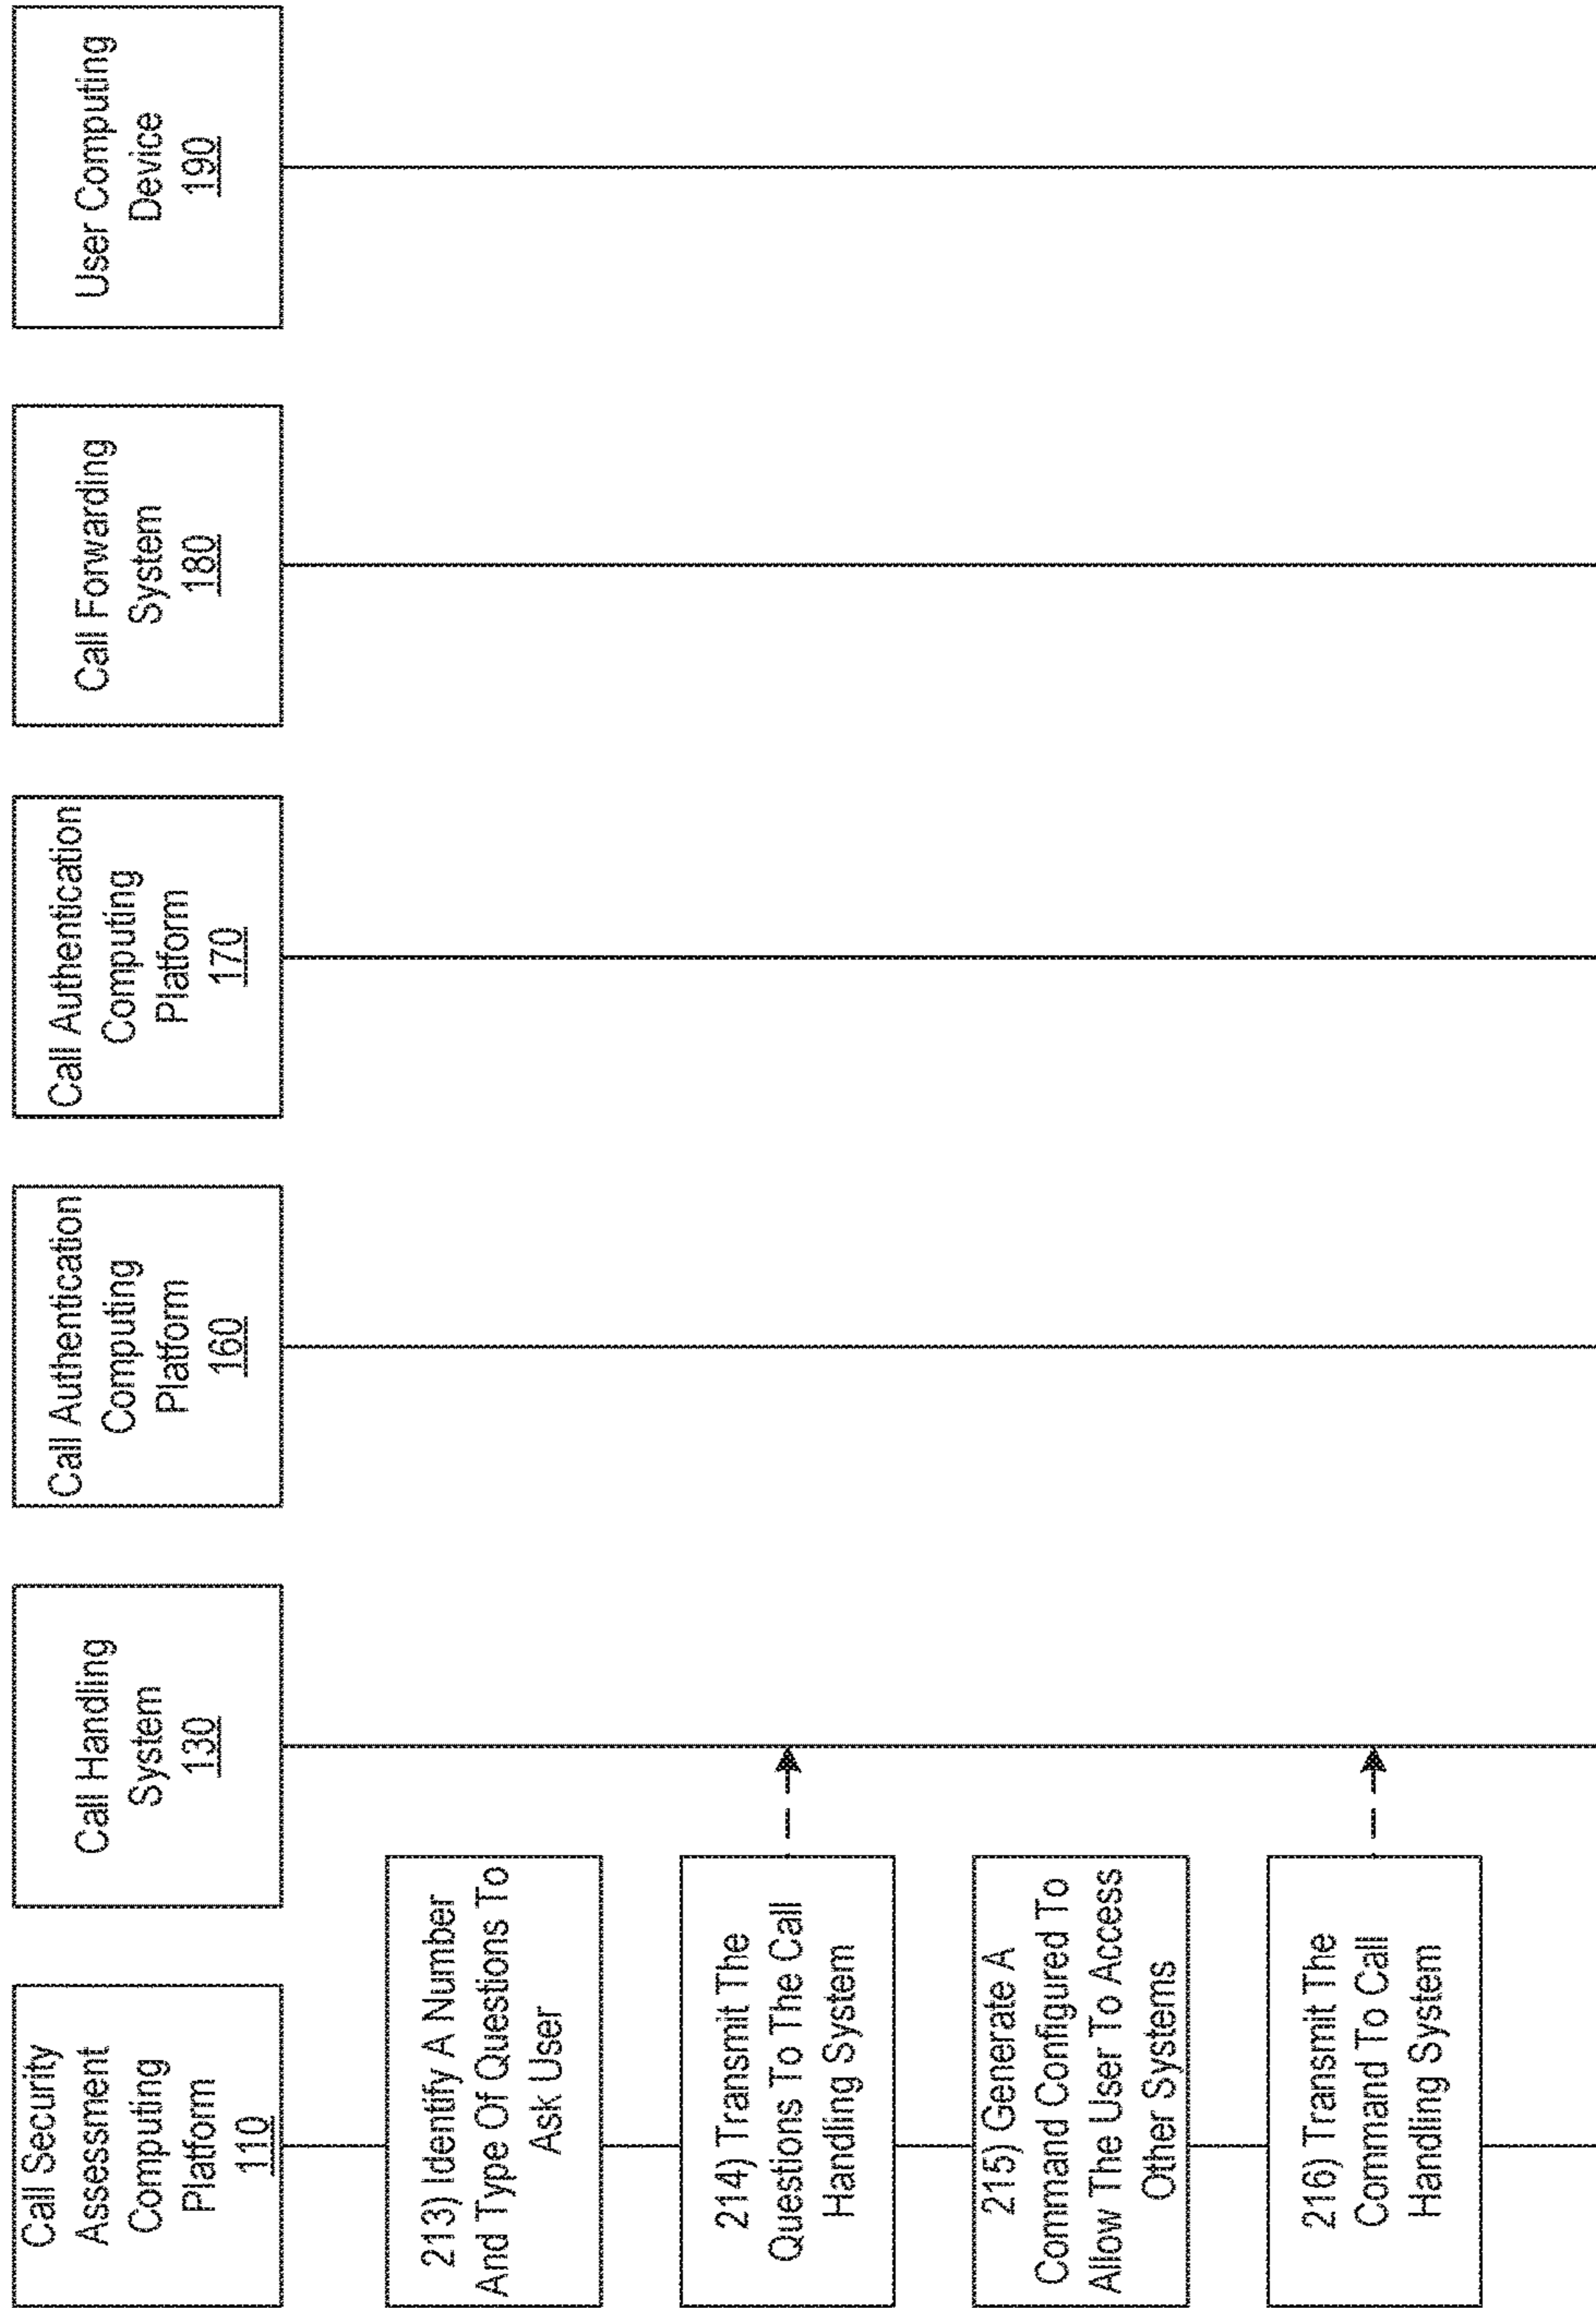 Call Security
Assessment
Computing
Platform
110
Call Handling
System
130
Call Authentication
Computing
Platform
160
Call Authentication
Computing
Platform
170
Call Forwarding
System
180
User Computing
Device
190
213) Identify A Number
And Type Of Questions To
Ask User
214) Transmit The
Questions To The Call
Handling System
215) Generate A
Command Configured To
Allow The User To Access
Other Systems
216) Transmit The
Command To Call
Handling System